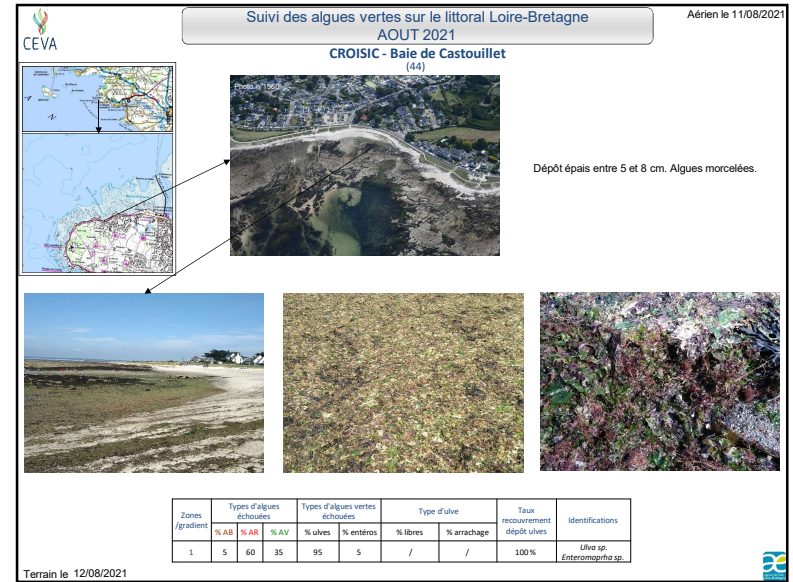 CEVA
Suivi des algues vertes sur le littoral Loire-Bretagne
AOUT 2021
Aérien le 11/08/2021
CROISIC - Baie de Castouillet
(44)
Photo n°1560
Dépôt épais entre 5 et 8 cm. Algues morcelées.
Zones /gradient
Types d'algues échouées
Types d'algues vertes échouées
Type d'ulve
Taux recouvrement dépôt ulves
Identifications
% AB % AR % AV % ulves % entéros % libres % arrachage
1 5 60 35 95 5 / / 100% Ulva sp.
Enteromoprha sp.
Terrain le 12/08/2021